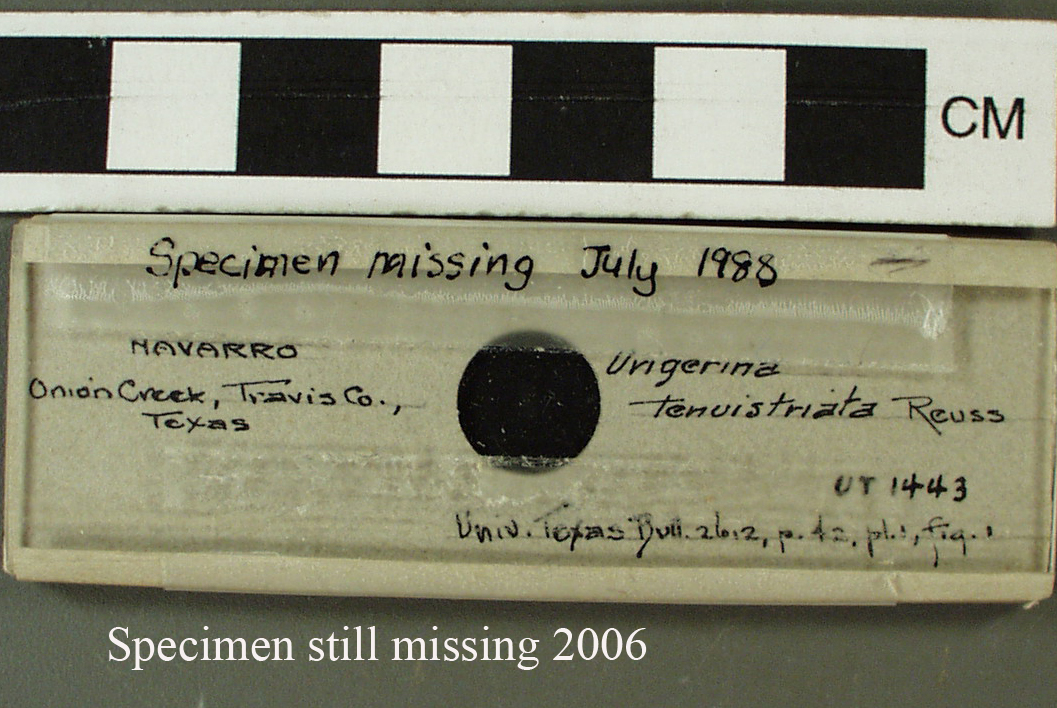 CM
Specimen missing July 1988
NAVARRO
Onion Creek, Travis Co.,
Texas
Uvigerina
tenuistriata Reuss
UT 1443
Univ. Texas Bull. 2612, p. 42, pl. 1, fig. 1
Specimen still missing 2006